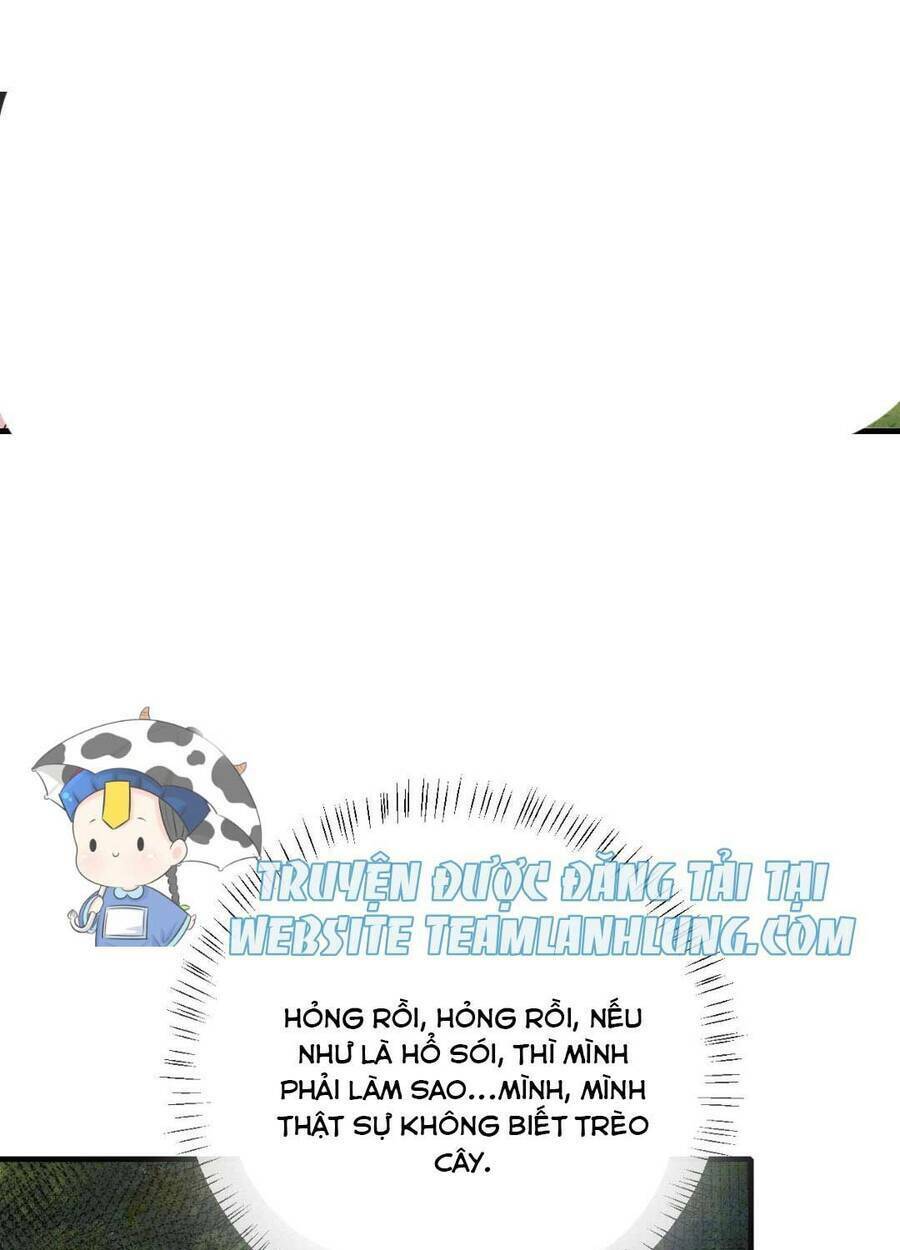 TRUYỆN ĐƯỢC ĐĂNG TẢI TẠI
WEBSITE TEAMLANHLUNG.COM
HỎNG RỒI, HỎNG RỒI, NẾU
NHƯ LÀ HỔ SÓI, THÌ MÌNH
PHẢI LÀM SAO...MÌNH, MÌNH
THẬT SỰ KHÔNG BIẾT TRÈO
CÂY.